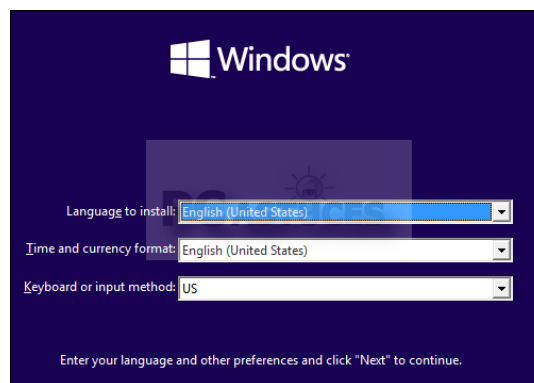 Windows
Language to install: English (United States)
Time and currency format: English (United States)
Keyboard or input method: US
Enter your language and other preferences and click "Next" to continue.